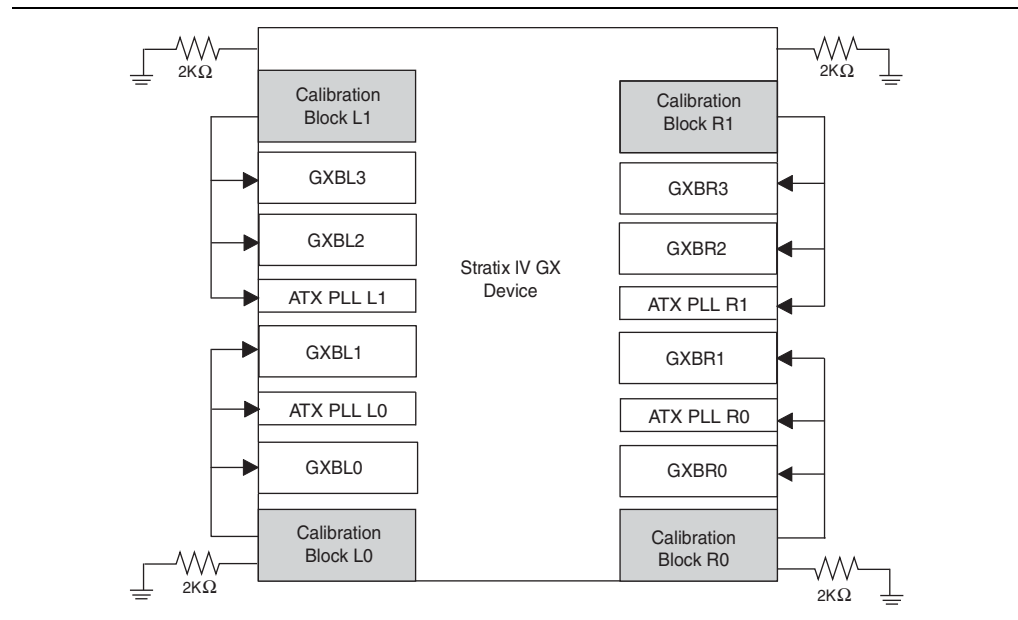 2KΩ
2KΩ
Calibration
Block L1
Calibration
Block R1
GXBL3
GXBR3
GXBL2
GXBR2
Stratix IV GX
Device
ATX PLL L1
ATX PLL R1
GXBL1
GXBR1
ATX PLL L0
ATX PLL R0
GXBL0
GXBR0
Calibration
Block L0
Calibration
Block R0
2KΩ
2KΩ